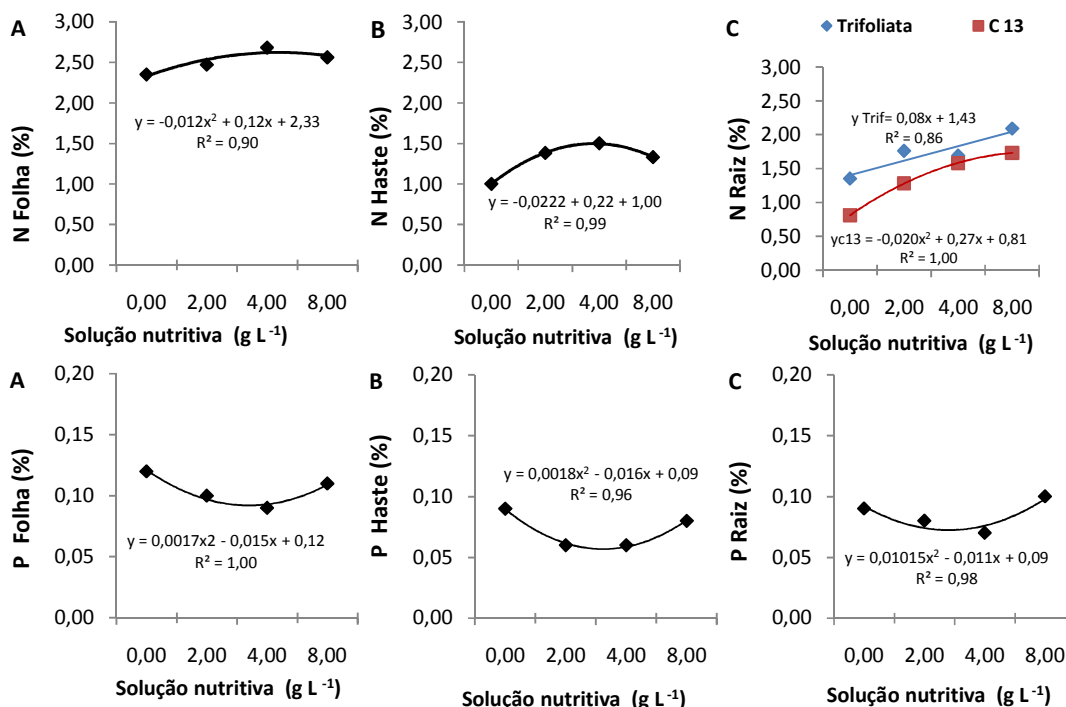 A
3,00
2,50
2,00
1,50
1,00
0,50
0,00
N Folha (%)
y = -0,012x² + 0,12x + 2,33
R² = 0,90
0,00 2,00 4,00 8,00
Solução nutritiva (g L⁻¹)
B
3,00
2,50
2,00
1,50
1,00
0,50
0,00
N Haste (%)
y = -0,0222 + 0,22 + 1,00
R² = 0,99
0,00 2,00 4,00 8,00
Solução nutritiva (g L⁻¹)
C
Trifoliata C 13
3,00
2,50
2,00
1,50
1,00
0,50
0,00
N Raiz (%)
y Trif= 0,08x + 1,43
R² = 0,86
yc13 = -0,020x² + 0,27x + 0,81
R² = 1,00
0,00 2,00 4,00 8,00
Solução nutritiva (g L⁻¹)
A
0,20
0,15
0,10
0,05
0,00
P Folha (%)
y = 0,0017x2 - 0,015x + 0,12
R² = 1,00
0,00 2,00 4,00 8,00
Solução nutritiva (g L⁻¹)
B
0,20
0,15
0,10
0,05
0,00
P Haste (%)
y = 0,0018x² - 0,016x + 0,09
R² = 0,96
0,00 2,00 4,00 8,00
Solução nutritiva (g L⁻¹)
C
0,20
0,15
0,10
0,05
0,00
P Raiz (%)
y = 0,01015x² - 0,011x + 0,09
R² = 0,98
0,00 2,00 4,00 8,00
Solução nutritiva (g L⁻¹)